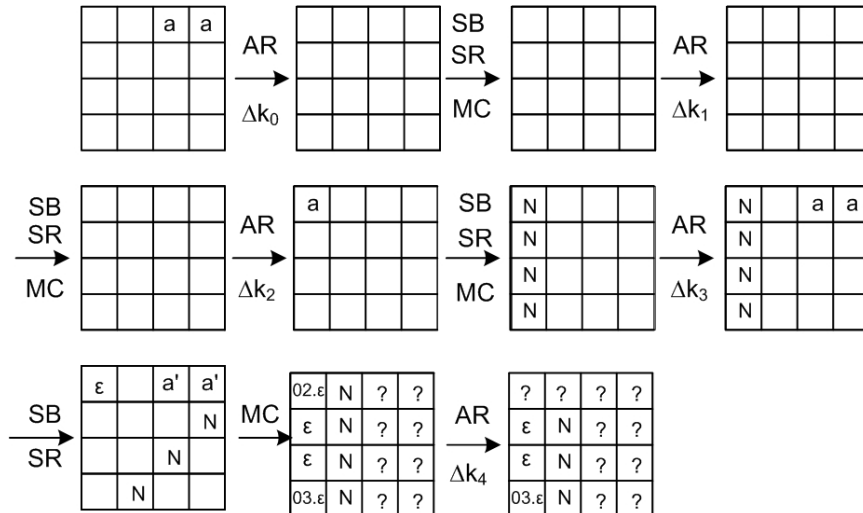 a a
AR
Δk0
SB
SR
MC
AR
Δk1
SB
SR
MC
AR
Δk2
a
SB
SR
MC
N
N
N
N
AR
Δk3
N a a
N
N
N
SB
SR
ε a' a'
N
N
N
MC
02.ε N ? ?
ε N ? ?
ε N ? ?
03.ε N ? ?
AR
Δk4
? ? ? ?
ε N ? ?
ε N ? ?
03.ε N ? ?